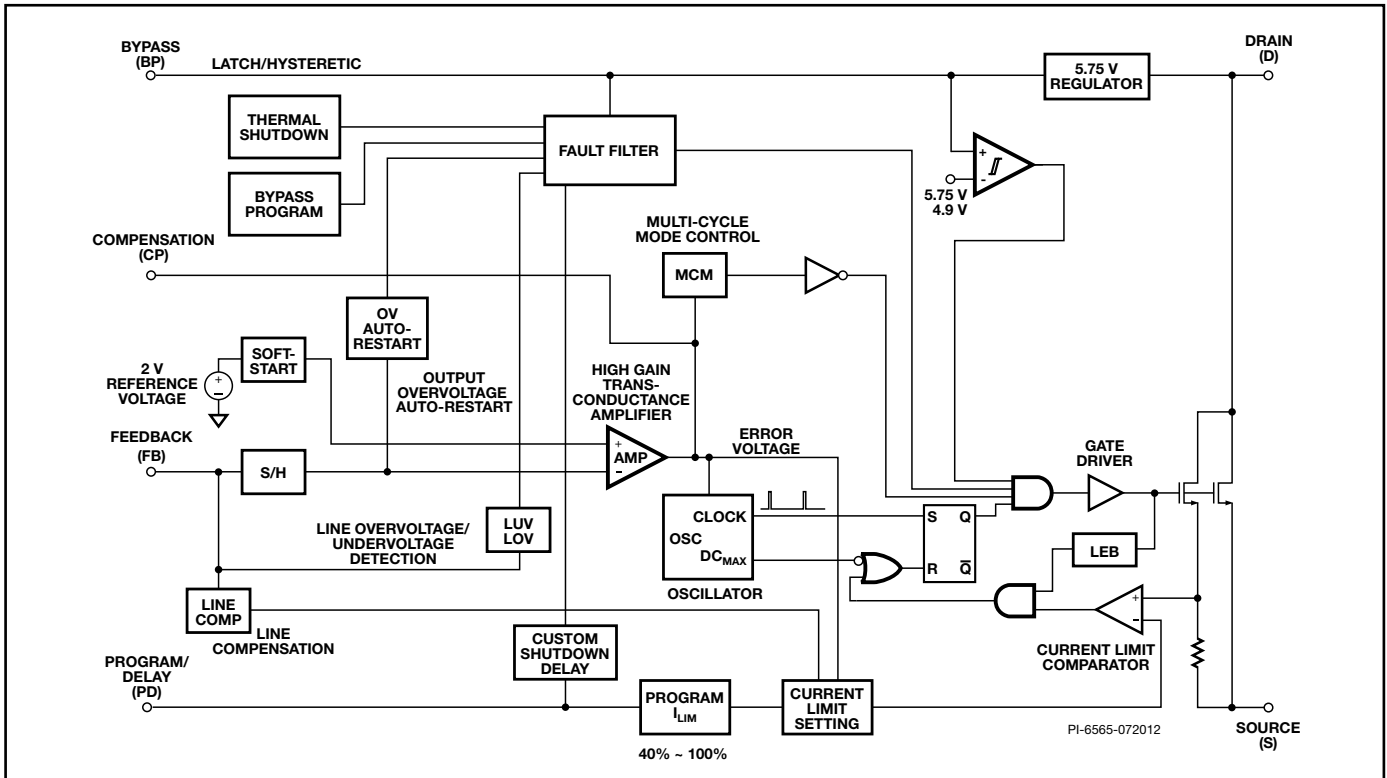 BYPASS
(BP)
LATCH/HYSTERETIC
DRAIN
(D)
5.75 V
REGULATOR
THERMAL
SHUTDOWN
FAULT FILTER
+
-
5.75 V
4.9 V
BYPASS
PROGRAM
COMPENSATION
(CP)
MULTI-CYCLE
MODE CONTROL
MCM
OV
AUTO-
RESTART
SOFT-
START
2 V
REFERENCE
VOLTAGE
+
−
OUTPUT
OVERVOLTAGE
AUTO-RESTART
HIGH GAIN
TRANS-
CONDUCTANCE
AMPLIFIER
FEEDBACK
(FB)
S/H
+
AMP
-
ERROR
VOLTAGE
GATE
DRIVER
LINE OVERVOLTAGE/
UNDERVOLTAGE
DETECTION
LUV
LOV
CLOCK
OSC
DCMAX
OSCILLATOR
S Q
R Q̅
LEB
LINE
COMP
LINE
COMPENSATION
+
-
CURRENT LIMIT
COMPARATOR
CUSTOM
SHUTDOWN
DELAY
PROGRAM/
DELAY
(PD)
PROGRAM
ILIM
40% ~ 100%
CURRENT
LIMIT
SETTING
PI-6565-072012
SOURCE
(S)